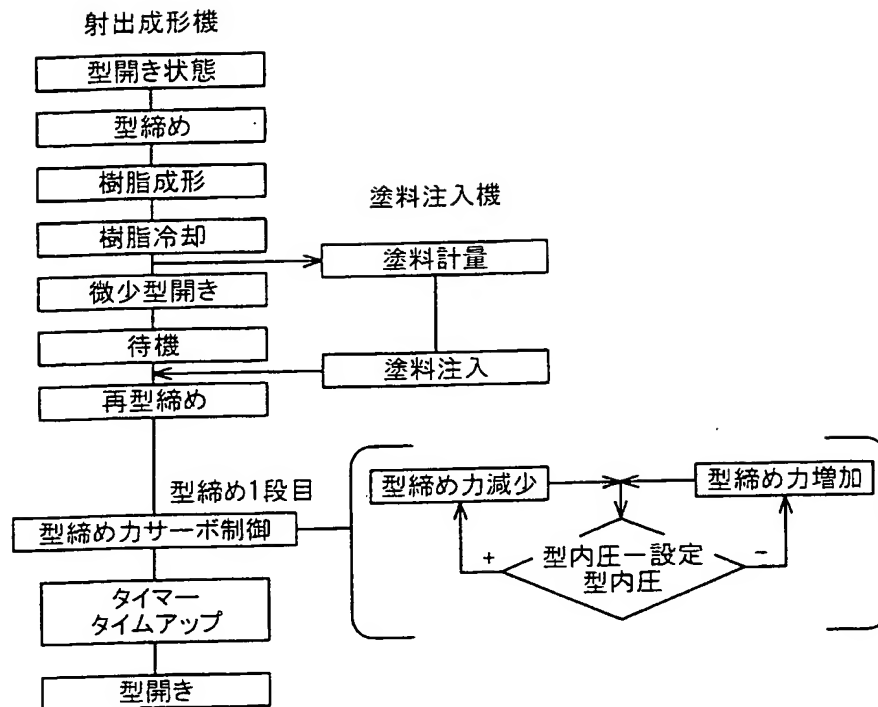 射出成形機
型開き状態
型締め
樹脂成形
樹脂冷却
微少型開き
待機
再型締め
塗料注入機
塗料計量
塗料注入
型締め1段目
型締め力サーボ制御
タイマー
タイムアップ
型開き
型締め力減少
型締め力増加
+
型内圧ー設定
型内圧
−